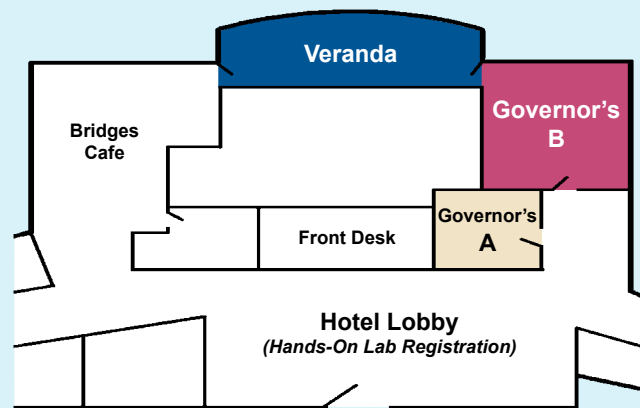 Veranda
Governor's
B
Bridges
Cafe
Governor's
A
Front Desk
Hotel Lobby
(Hands-On Lab Registration)